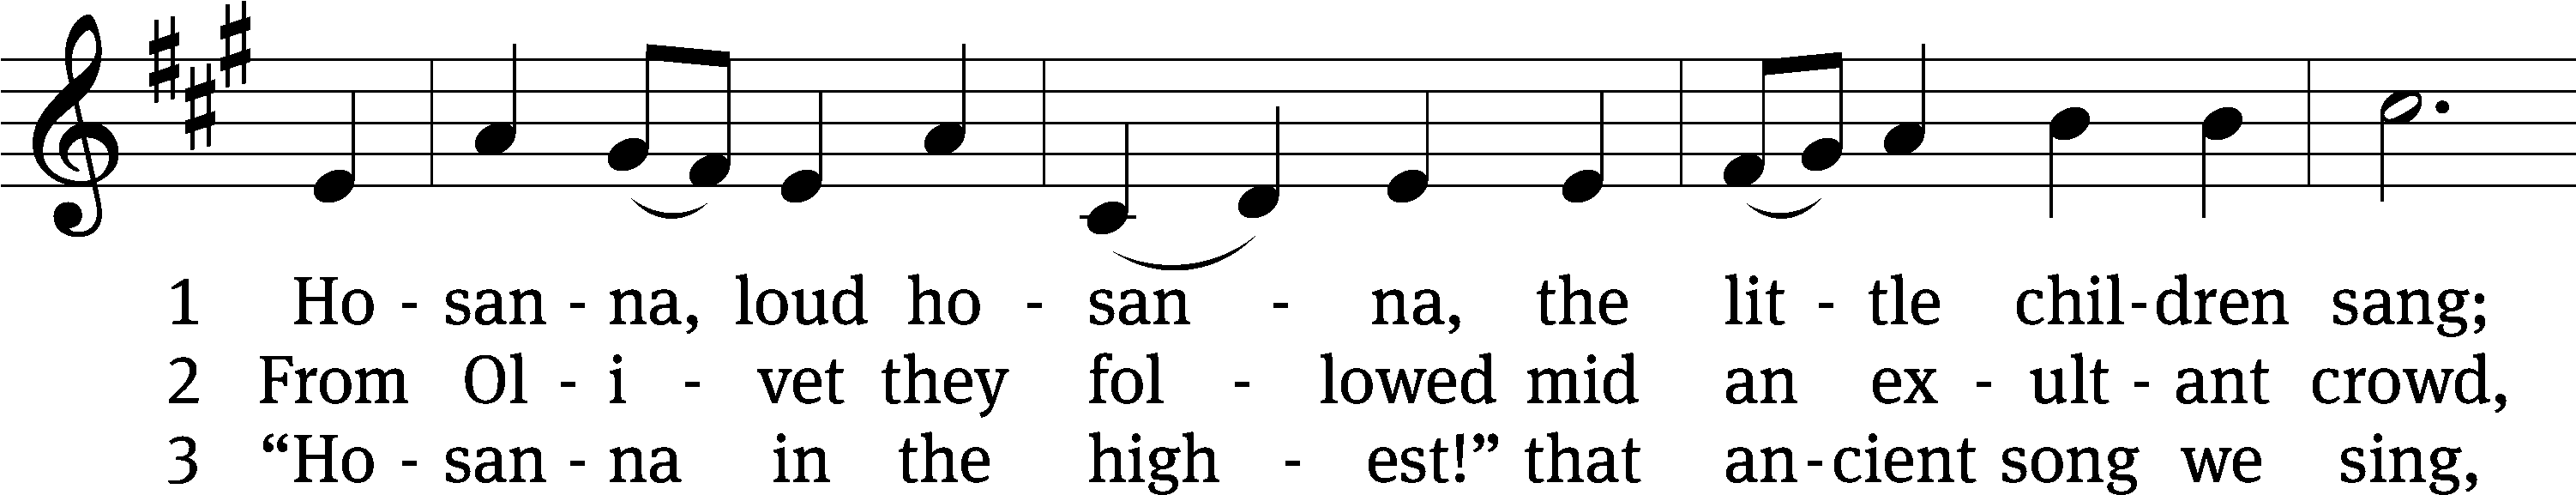 1 Ho - san - na, loud ho - san - na, the lit - tle chil - dren sang;
2 From Ol - i - vet they fol - lowed mid an ex - ult - ant crowd,
3 “Ho - san - na in the high - est!” that an - cient song we sing,